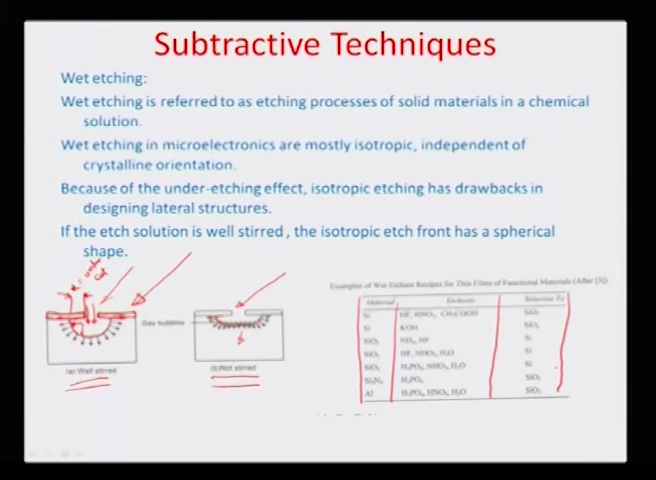 Subtractive Techniques
Wet etching:
Wet etching is referred to as etching processes of solid materials in a chemical
solution.
Wet etching in microelectronics are mostly isotropic, independent of
crystalline orientation.
Because of the under-etching effect, isotropic etching has drawbacks in
designing lateral structures.
If the etch solution is well stirred , the isotropic etch front has a spherical
shape.
under
cut
Gas bubbles
(a) Well stirred
(b)Not stirred
Examples of Wet Etchant Recipes for Thin Films of Functional Materials (After [3])
Material Etchants Selective To
Si HF, HNO3, CH3COOH SiO2
Si KOH SiO2
SiO2 NH4, HF Si
SiO2 HF, NHO3, H2O Si
SiO2 H3PO4, NHO3, H2O Si
Si3N4 H3PO4 SiO2
Al H3PO4, HNO3, H2O SiO2